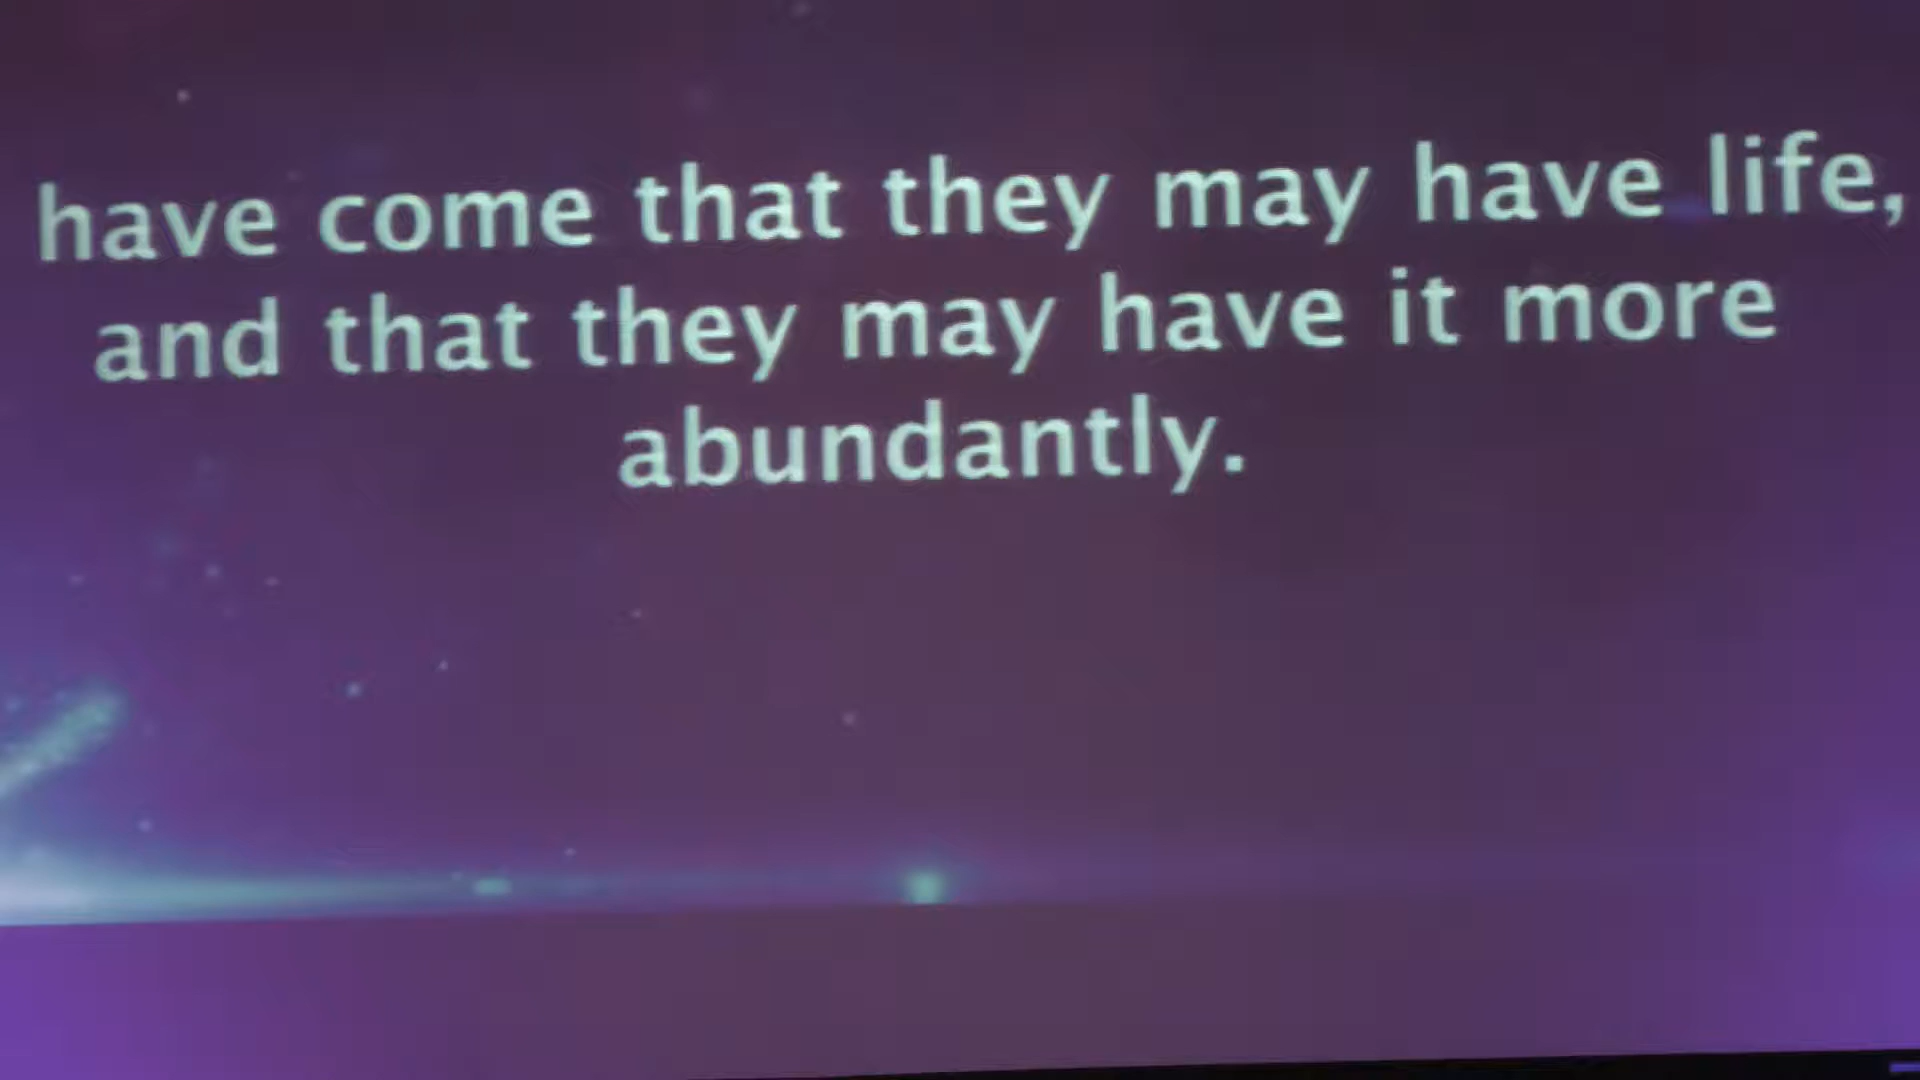 have come that they may have life,
and that they may have it more
abundantly.